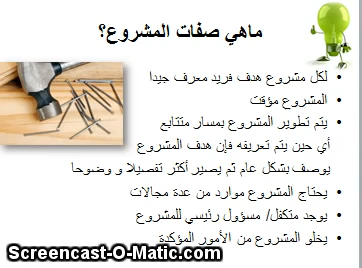 ماهي صفات المشروع؟
• لكل مشروع هدف فريد معرف جيدا
• المشروع مؤقت
• يتم تطوير المشروع بمسار متتابع
أي حين يتم تعريفه فإن هدف المشروع
يوصف بشكل عام ثم يصير أكثر تفصيلا و وضوحا
• يحتاج المشروع موارد من عدة مجالات
• يوجد متكفل/ مسؤول رئيسي للمشروع
• يخلو المشروع من الأمور المؤكدة
Screencast-O-Matic.com